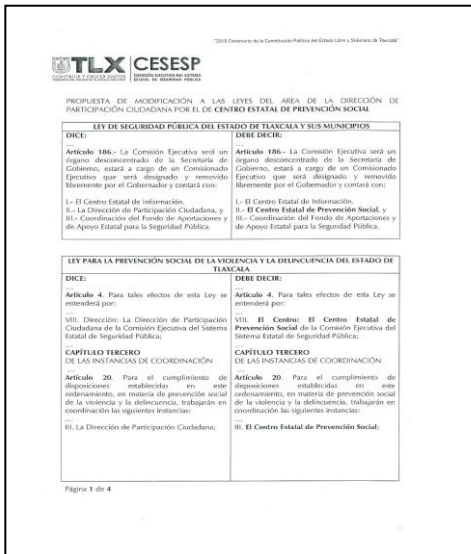 "2018 Centenario de la Constitución Política del Estado Libre y Soberano de Tlaxcala"
TLX CESESP
CONSTRUIR Y CRECER JUNTOS
COMISIÓN EJECUTIVA DEL SISTEMA
ESTATAL DE SEGURIDAD PÚBLICA
PROPUESTA DE MODIFICACIÓN A LAS LEYES DEL AREA DE LA DIRECCIÓN DE
PARTICIPACIÓN CIUDADANA POR EL DE CENTRO ESTATAL DE PREVENCIÓN SOCIAL
LEY DE SEGURIDAD PÚBLICA DEL ESTADO DE TLAXCALA Y SUS MUNICIPIOS
DICE:
...
Artículo 186.- La Comisión Ejecutiva será un
órgano desconcentrado de la Secretaría de
Gobierno, estará a cargo de un Comisionado
Ejecutivo que será designado y removido
libremente por el Gobernador y contará con:
I.- El Centro Estatal de Información.
II.- La Dirección de Participación Ciudadana, y
III.- Coordinación del Fondo de Aportaciones y
de Apoyo Estatal para la Seguridad Pública.
DEBE DECIR:
...
Artículo 186.- La Comisión Ejecutiva será un
órgano desconcentrado de la Secretaría de
Gobierno, estará a cargo de un Comisionado
Ejecutivo que será designado y removido
libremente por el Gobernador y contará con:
I.- El Centro Estatal de Información.
II.- El Centro Estatal de Prevención Social, y
III.- Coordinación del Fondo de Aportaciones y
de Apoyo Estatal para la Seguridad Pública.
LEY PARA LA PREVENCIÓN SOCIAL DE LA VIOLENCIA Y LA DELINCUENCIA DEL ESTADO DE
TLAXCALA
DICE:
...
Artículo 4. Para tales efectos de esta Ley se
entenderá por:
...
VIII. Dirección: La Dirección de Participación
Ciudadana de la Comisión Ejecutiva del Sistema
Estatal de Seguridad Pública;
...
CAPÍTULO TERCERO
DE LAS INSTANCIAS DE COORDINACIÓN
...
Artículo 20. Para el cumplimiento de
disposiciones establecidas en este
ordenamiento, en materia de prevención social
de la violencia y la delincuencia, trabajarán en
coordinación las siguientes instancias:
...
III. La Dirección de Participación Ciudadana;
DEBE DECIR:
...
Artículo 4. Para tales efectos de esta Ley se
entenderá por:
...
VIII. El Centro: El Centro Estatal de
Prevención Social de la Comisión Ejecutiva del
Sistema Estatal de Seguridad Pública;
...
CAPÍTULO TERCERO
DE LAS INSTANCIAS DE COORDINACIÓN
...
Artículo 20. Para el cumplimiento de
disposiciones establecidas en este
ordenamiento, en materia de prevención social
de la violencia y la delincuencia, trabajarán en
coordinación las siguientes instancias:
...
III. El Centro Estatal de Prevención Social;
Página 1 de 4